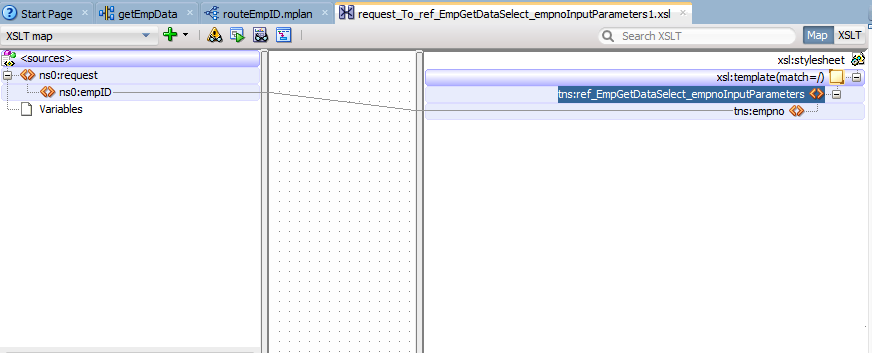 Start Page
getEmpData
routeEmpID.mplan
request_To_ref_EmpGetDataSelect_empnoInputParameters1.xsl
XSLT map
Search XSLT
Map
XSLT
<sources>
xsl:stylesheet
ns0:request
xsl:template(match=/)
ns0:empID
tns:ref_EmpGetDataSelect_empnoInputParameters
Variables
tns:empno